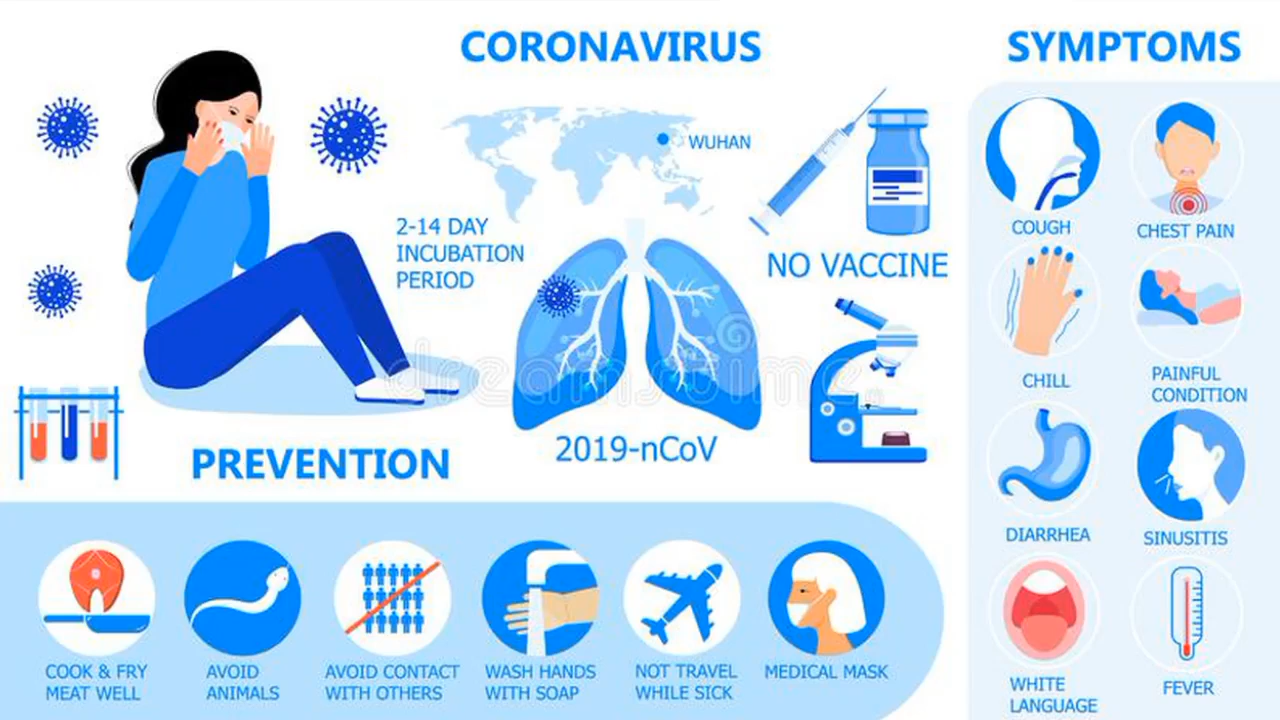 CORONAVIRUS
WUHAN
2-14 DAY
INCUBATION
PERIOD
NO VACCINE
2019-nCoV
PREVENTION
COOK & FRY
MEAT WELL
AVOID
ANIMALS
AVOID CONTACT
WITH OTHERS
WASH HANDS
WITH SOAP
NOT TRAVEL
WHILE SICK
MEDICAL MASK
SYMPTOMS
COUGH
CHEST PAIN
CHILL
PAINFUL
CONDITION
DIARRHEA
SINUSITIS
WHITE
LANGUAGE
FEVER
dreamstime